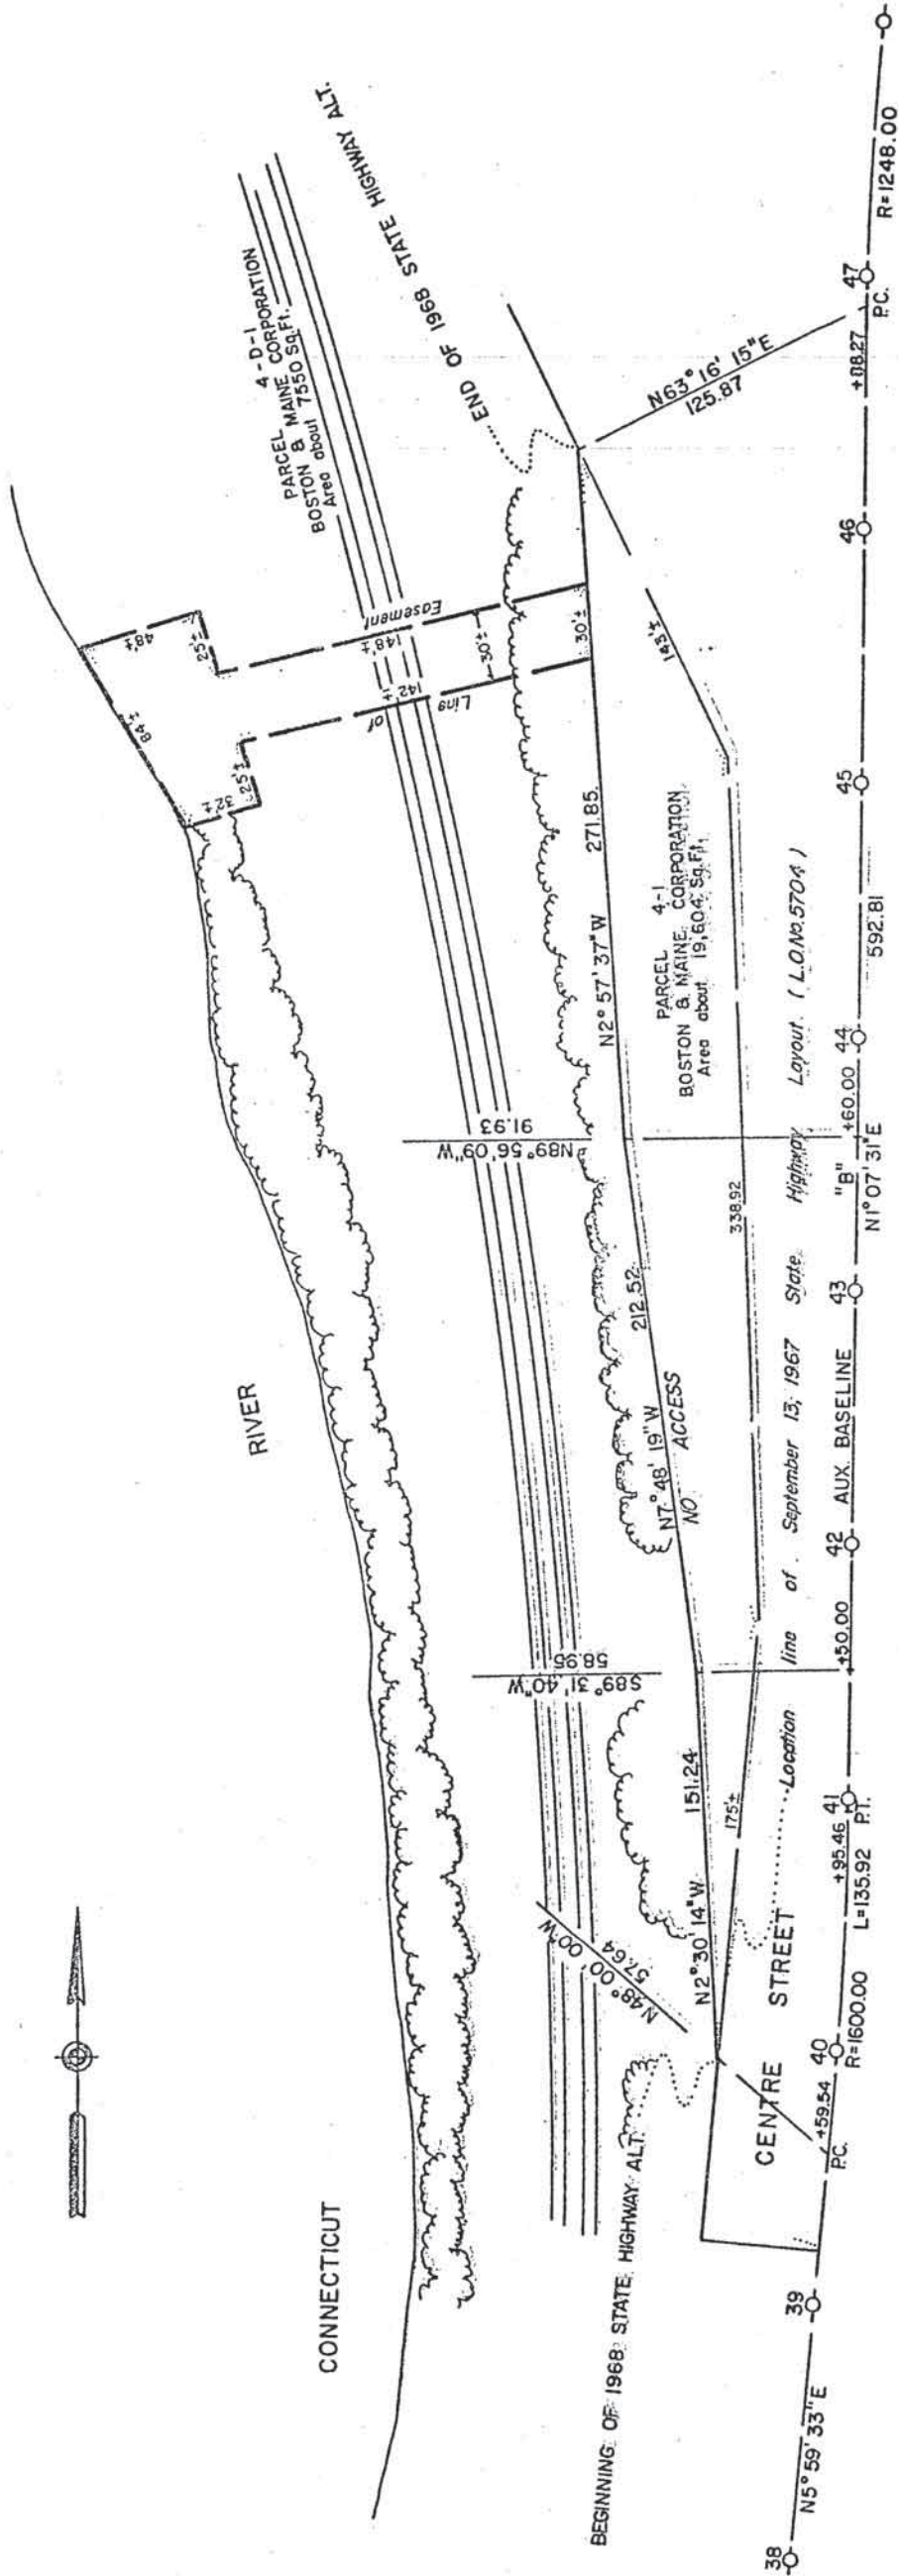 CONNECTICUT
RIVER
PARCEL 4-D-1
BOSTON & MAINE CORPORATION
Area about 7550 Sq.Ft.
END OF 1968 STATE HIGHWAY ALT.
48'±
25'±
84'±
32'±
25'±
Line of Easement
148'±
142'±
30'±
30'±
BEGINNING OF 1968 STATE HIGHWAY ALT.
N48° 00' 00"W
57.64
S89° 31' 40"W
58.95
N89° 56' 09"W
91.93
N2° 30' 14"W
151.24
N7° 48' 19"W
212.52
N2° 57' 37"W
271.85
NO ACCESS
PARCEL 4-1
BOSTON & MAINE CORPORATION
Area about 19,604 Sq.Ft.
175'±
338.92
143'±
N63° 16' 15"E
125.87
Location line of September 13, 1967 State Highway Layout (L.O.No.5704)
CENTRE STREET
38
N5° 59' 33"E
39
+59.54
P.C.
40
R=1600.00
L=135.92
+95.46
41
P.T.
+50.00
42
AUX. BASELINE "B"
43
N1° 07' 31"E
+60.00
44
592.81
45
46
+88.27
47
P.C.
R=1248.00